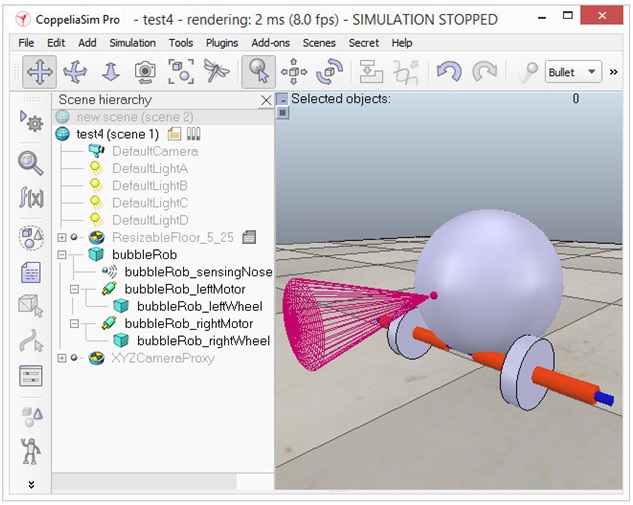 CoppeliaSim Pro - test4 - rendering: 2 ms (8.0 fps) - SIMULATION STOPPED
File Edit Add Simulation Tools Plugins Add-ons Scenes Secret Help
Bullet
Scene hierarchy
Selected objects: 0
new scene (scene 2)
test4 (scene 1)
DefaultCamera
DefaultLightA
DefaultLightB
DefaultLightC
DefaultLightD
ResizableFloor_5_25
bubbleRob
bubbleRob_sensingNose
bubbleRob_leftMotor
bubbleRob_leftWheel
bubbleRob_rightMotor
bubbleRob_rightWheel
XYZCameraProxy
f(x)